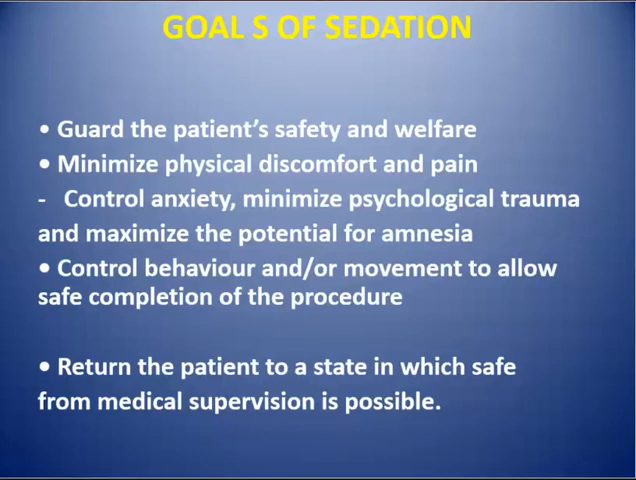 GOAL S OF SEDATION
• Guard the patient's safety and welfare
• Minimize physical discomfort and pain
- Control anxiety, minimize psychological trauma
and maximize the potential for amnesia
• Control behaviour and/or movement to allow
safe completion of the procedure
• Return the patient to a state in which safe
from medical supervision is possible.